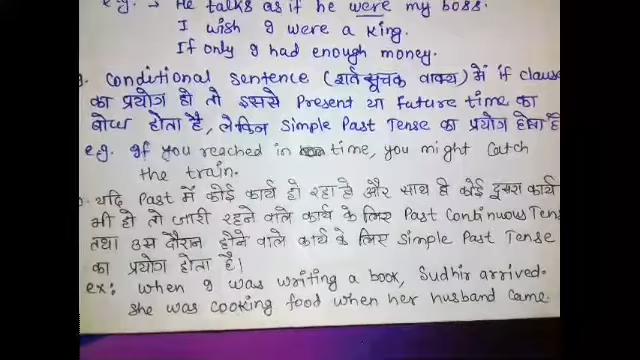 e.g. → He talks as if he were my boss.
I wish I were a king.
If only I had enough money.
Conditional Sentence (शर्तसूचक वाक्य) में if clause
का प्रयोग हो तो इससे Present या Future time का
बोध होता है, लेकिन Simple Past Tense का प्रयोग होता है
e.g. If you reached in time, you might catch
the train.
यदि Past में कोई कार्य हो रहा हो और साथ ही कोई दूसरा कार्य
भी हो तो जारी रहने वाले कार्य के लिए Past Continuous Ten
तथा उस दौरान होने वाले कार्य के लिए Simple Past Tense
का प्रयोग होता है।
ex: When I was writing a book, Sudhir arrived.
She was cooking food when her husband came